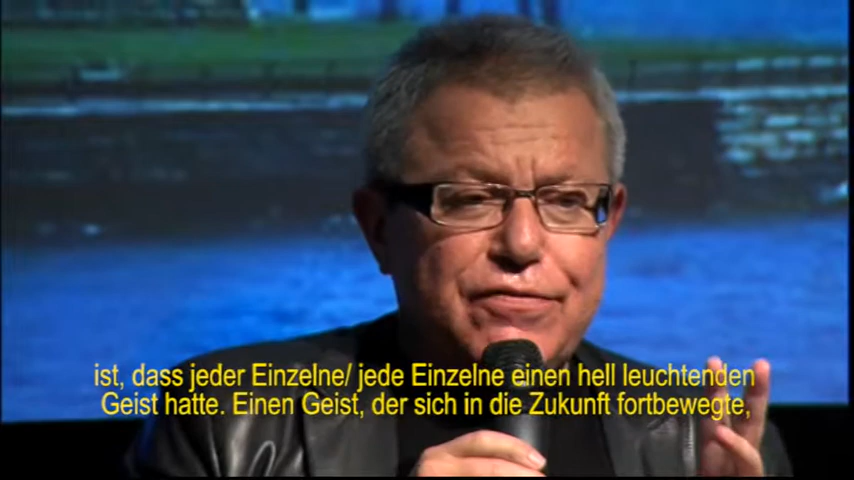 ist, dass jeder Einzelne/ jede Einzelne einen hell leuchtenden
Geist hatte. Einen Geist, der sich in die Zukunft fortbewegte,